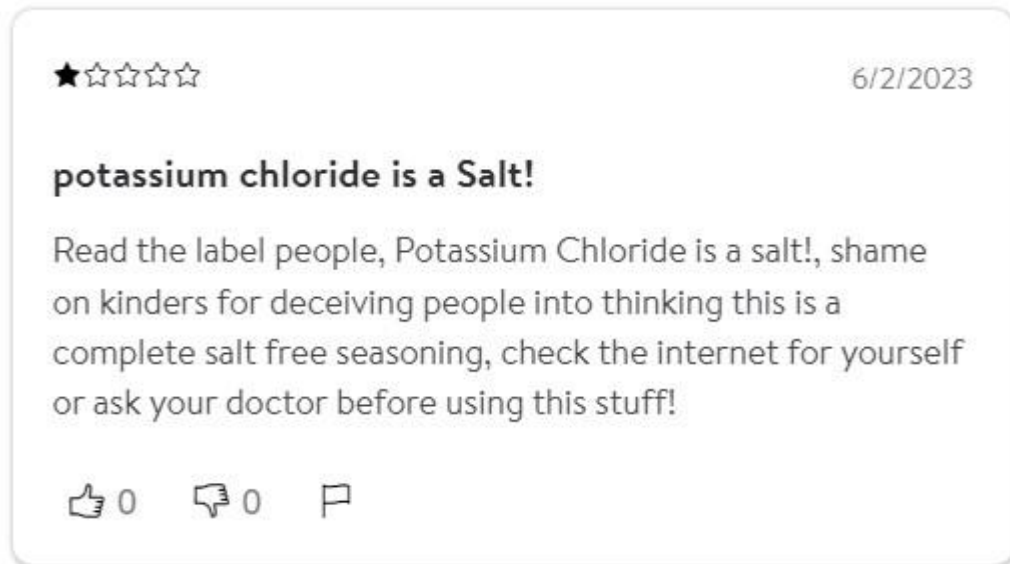 6/2/2023
potassium chloride is a Salt!
Read the label people, Potassium Chloride is a salt!, shame
on kinders for deceiving people into thinking this is a
complete salt free seasoning, check the internet for yourself
or ask your doctor before using this stuff!
0 0